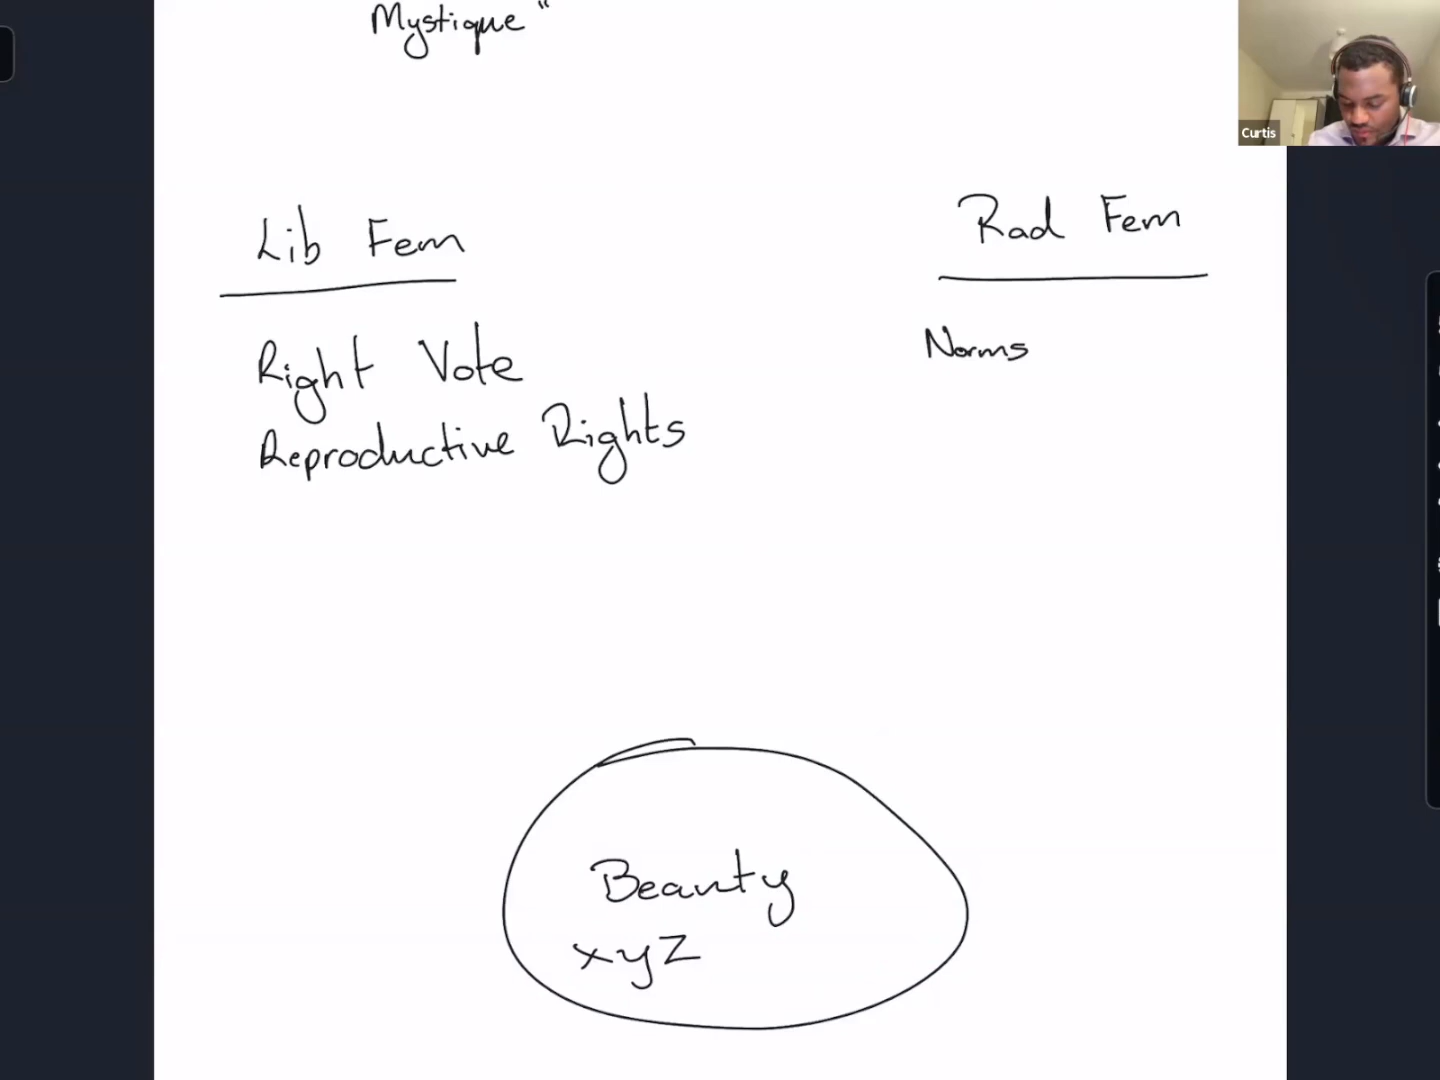 Mystique"
Curtis
Lib Fem
Rad Fem
Right Vote
Norms
Reproductive Rights
Beauty
xyz